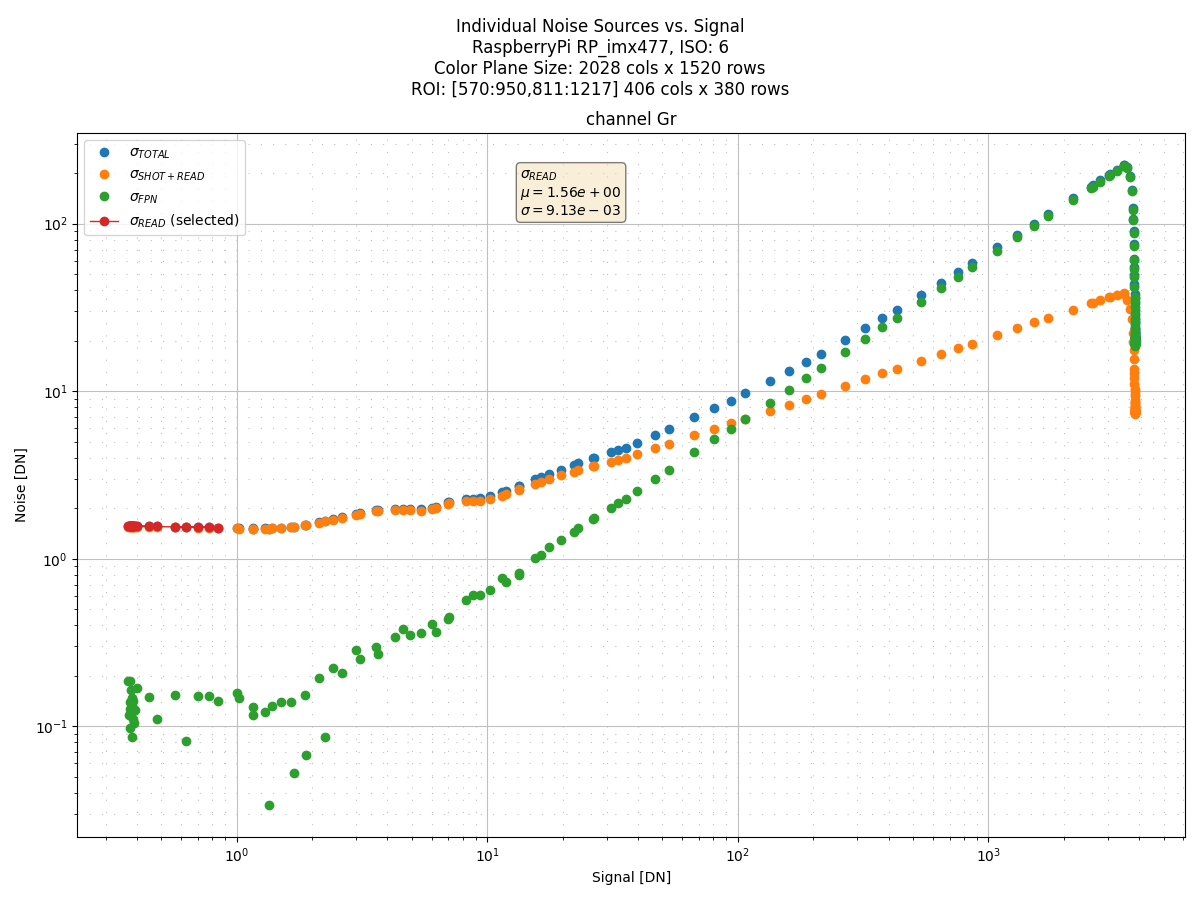 Individual Noise Sources vs. Signal
RaspberryPi RP_imx477, ISO: 6
Color Plane Size: 2028 cols x 1520 rows
ROI: [570:950,811:1217] 406 cols x 380 rows
channel Gr
σTOTAL
σSHOT+READ
σFPN
σREAD (selected)
σREAD
μ = 1.56e + 00
σ = 9.13e − 03
Noise [DN]
10²
10¹
10⁰
10⁻¹
10⁰ 10¹ 10² 10³
Signal [DN]